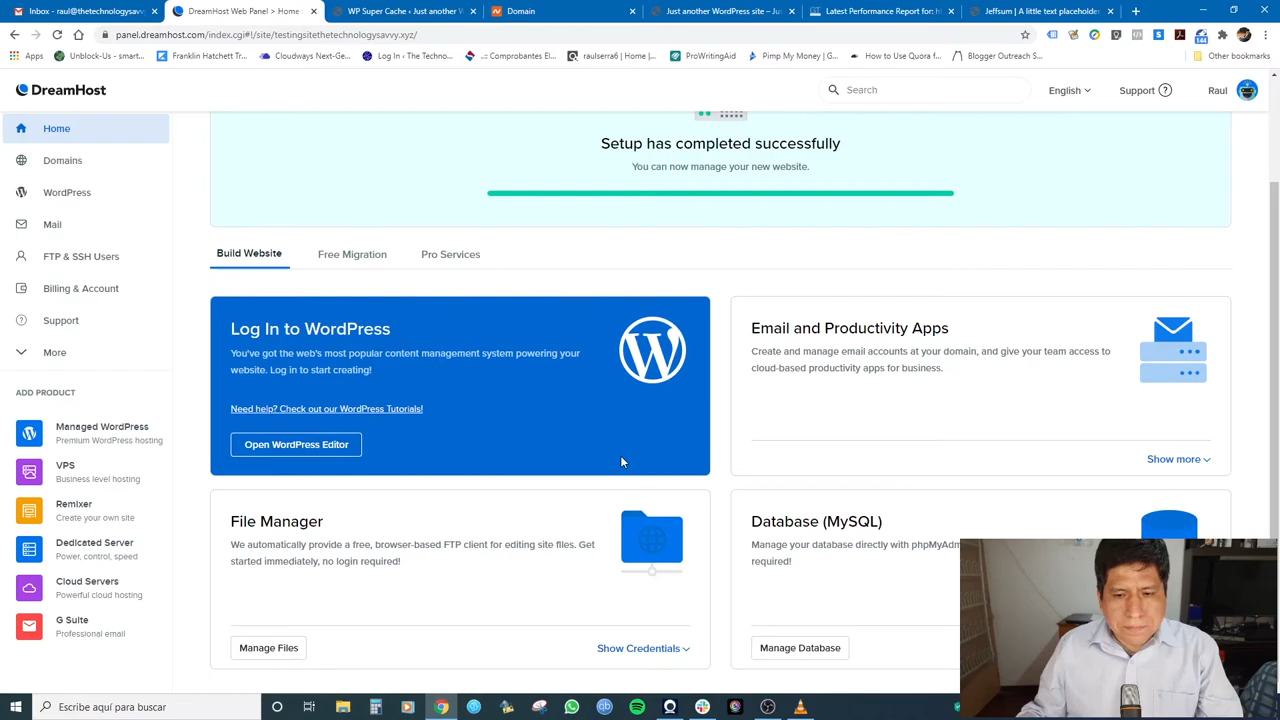 Inbox - raul@thetechnologysavvy
DreamHost Web Panel > Home
WP Super Cache ‹ Just another W
Domain
Just another WordPress site – Jus
Latest Performance Report for: h
Jeffsum | A little text placeholder
panel.dreamhost.com/index.cgi#!/site/testingsitethetechnologysavvy.xyz/
144
Apps
Unblock-Us - smart...
Franklin Hatchett Tr...
Cloudways Next-Ge...
Log In ‹ The Techno...
.:: Comprobantes El...
raulserra6 | Home |...
ProWritingAid
Pimp My Money | G...
How to Use Quora f...
Blogger Outreach S...
Other bookmarks
DreamHost
Search
English
Support
Raul
Home
Domains
WordPress
Mail
FTP & SSH Users
Billing & Account
Support
More
ADD PRODUCT
Managed WordPress
Premium WordPress hosting
VPS
Business level hosting
Remixer
Create your own site
Dedicated Server
Power, control, speed
Cloud Servers
Powerful cloud hosting
G Suite
Professional email
Setup has completed successfully
You can now manage your new website.
Build Website
Free Migration
Pro Services
Log In to WordPress
You've got the web's most popular content management system powering your
website. Log in to start creating!
Need help? Check out our WordPress Tutorials!
Open WordPress Editor
Email and Productivity Apps
Create and manage email accounts at your domain, and give your team access to
cloud-based productivity apps for business.
Show more
File Manager
We automatically provide a free, browser-based FTP client for editing site files. Get
started immediately, no login required!
Manage Files
Show Credentials
Database (MySQL)
Manage your database directly with phpMyAdm
required!
Manage Database
Escribe aquí para buscar